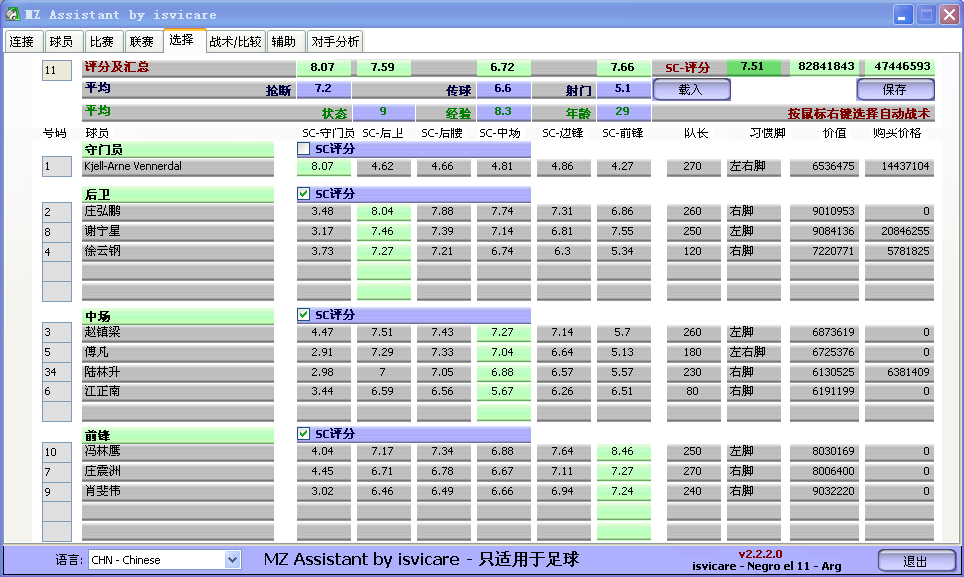 MZ Assistant by isvicare
连接 球员 比赛 联赛 选择 战术/比较 辅助 对手分析
11 评分及汇总 8.07 7.59 6.72 7.66 SC-评分 7.51 82841843 47446593
平均 抢断 7.2 传球 6.6 射门 5.1 载入 保存
平均 状态 9 经验 8.3 年龄 29 按鼠标右键选择自动战术
号码 球员 SC-守门员 SC-后卫 SC-后腰 SC-中场 SC-边锋 SC-前锋 队长 习惯脚 价值 购买价格
守门员 SC评分
1 Kjell-Arne Vennerdal 8.07 4.62 4.66 4.81 4.86 4.27 270 左右脚 6536475 14437104
后卫 SC评分
2 庄弘鹏 3.48 8.04 7.88 7.74 7.31 6.86 260 右脚 9010953 0
8 谢宁星 3.17 7.46 7.39 7.14 6.81 7.55 250 左脚 9084136 20846255
4 徐云钢 3.73 7.27 7.21 6.74 6.3 5.34 120 右脚 7220771 5781825
中场 SC评分
3 赵镇梁 4.47 7.51 7.43 7.27 7.14 5.7 260 左脚 6873619 0
5 傅凡 2.91 7.29 7.33 7.04 6.64 5.13 180 左右脚 6725376 0
34 陆林升 2.98 7 7.05 6.88 6.57 5.57 230 右脚 6130525 6381409
6 江正南 3.44 6.59 6.56 5.67 6.26 6.51 80 右脚 6191199 0
前锋 SC评分
10 冯林鹰 4.04 7.17 7.34 6.88 7.64 8.46 250 左脚 8030169 0
7 庄震洲 4.45 6.71 6.78 6.67 7.11 7.27 270 右脚 8006400 0
9 肖斐伟 3.02 6.46 6.49 6.66 6.94 7.24 240 右脚 9032220 0
语言: CHN - Chinese MZ Assistant by isvicare - 只适用于足球 v2.2.2.0
isvicare - Negro el 11 - Arg 退出